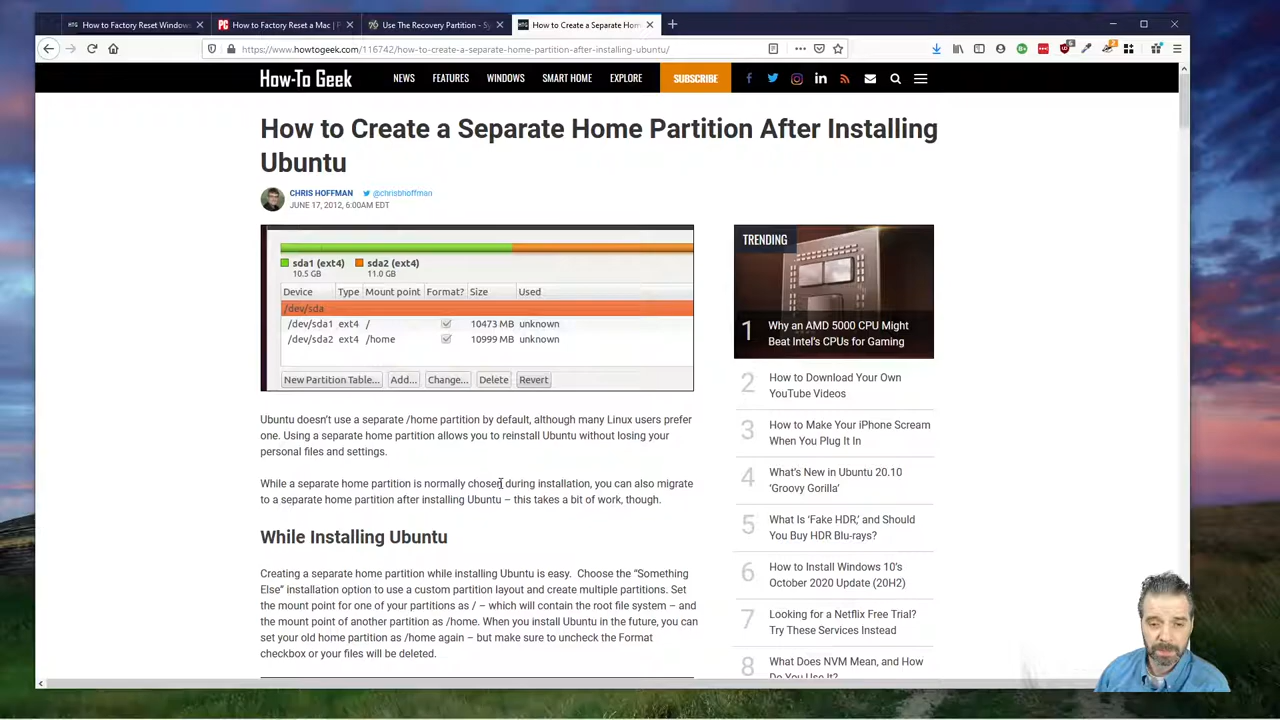 How to Factory Reset Windows
How to Factory Reset a Mac | P
Use The Recovery Partition - Sy
How to Create a Separate Hom
https://www.howtogeek.com/116742/how-to-create-a-separate-home-partition-after-installing-ubuntu/
How-To Geek
NEWS
FEATURES
WINDOWS
SMART HOME
EXPLORE
SUBSCRIBE
How to Create a Separate Home Partition After Installing
Ubuntu
CHRIS HOFFMAN @chrisbhoffman
JUNE 17, 2012, 6:00AM EDT
sda1 (ext4) sda2 (ext4)
10.5 GB 11.0 GB
Device Type Mount point Format? Size Used
/dev/sda
/dev/sda1 ext4 / 10473 MB unknown
/dev/sda2 ext4 /home 10999 MB unknown
New Partition Table... Add... Change... Delete Revert
Ubuntu doesn't use a separate /home partition by default, although many Linux users prefer
one. Using a separate home partition allows you to reinstall Ubuntu without losing your
personal files and settings.
While a separate home partition is normally chosen during installation, you can also migrate
to a separate home partition after installing Ubuntu – this takes a bit of work, though.
While Installing Ubuntu
Creating a separate home partition while installing Ubuntu is easy. Choose the “Something
Else” installation option to use a custom partition layout and create multiple partitions. Set
the mount point for one of your partitions as / – which will contain the root file system – and
the mount point of another partition as /home. When you install Ubuntu in the future, you can
set your old home partition as /home again – but make sure to uncheck the Format
checkbox or your files will be deleted.
TRENDING
1 Why an AMD 5000 CPU Might
Beat Intel's CPUs for Gaming
2 How to Download Your Own
YouTube Videos
3 How to Make Your iPhone Scream
When You Plug It In
4 What's New in Ubuntu 20.10
‘Groovy Gorilla’
5 What Is ‘Fake HDR,’ and Should
You Buy HDR Blu-rays?
6 How to Install Windows 10's
October 2020 Update (20H2)
7 Looking for a Netflix Free Trial?
Try These Services Instead
8 What Does NVM Mean, and How
Do You Use It?